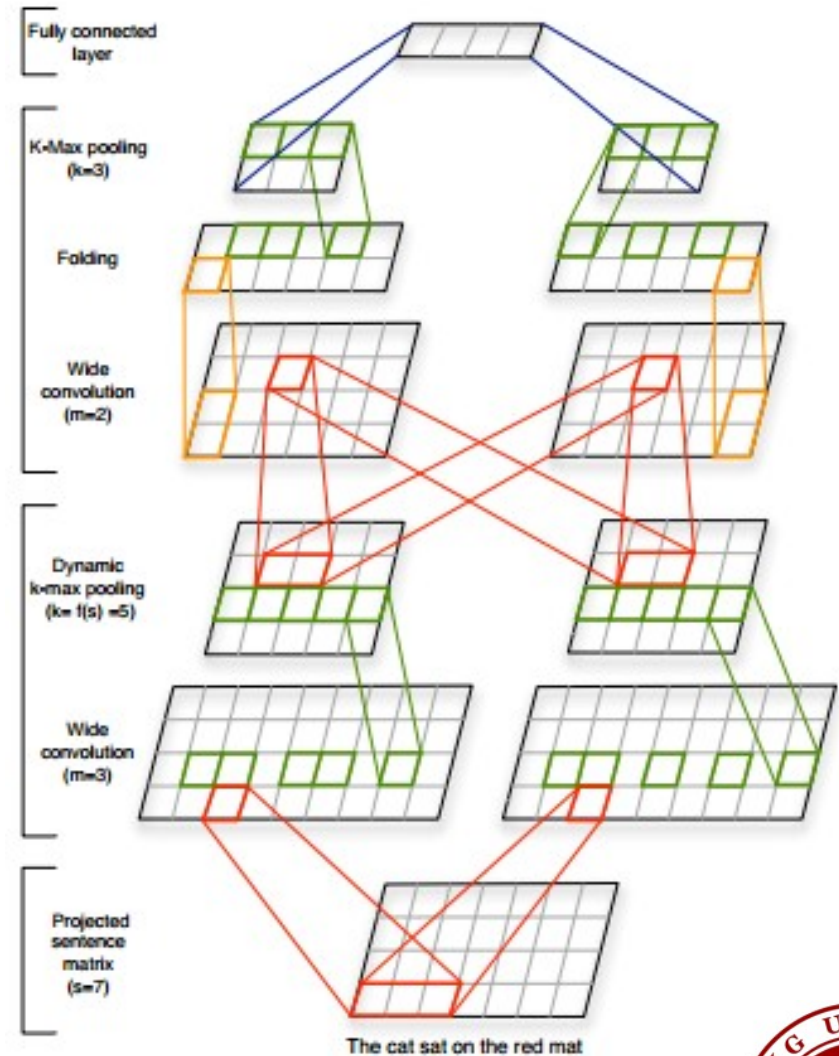 Fully connected
layer
K-Max pooling
(k=3)
Folding
Wide
convolution
(m=2)
Dynamic
k-max pooling
(k= f(s) =5)
Wide
convolution
(m=3)
Projected
sentence
matrix
(s=7)
The cat sat on the red mat
G U